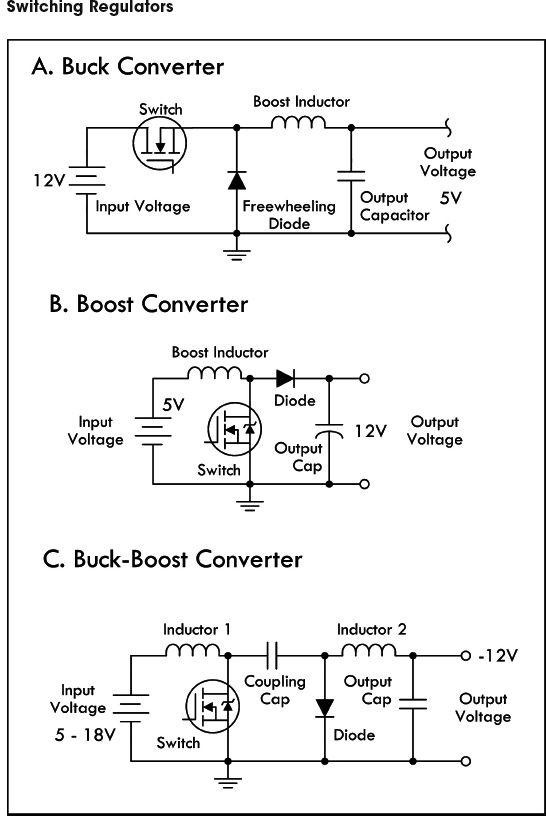 Switching Regulators
A. Buck Converter
Switch
Boost Inductor
12V
Input Voltage
Freewheeling
Diode
Output
Capacitor
Output
Voltage
5V
B. Boost Converter
Boost Inductor
5V
Diode
Input
Voltage
Switch
Output
Cap
12V
Output
Voltage
C. Buck-Boost Converter
Inductor 1
Inductor 2
-12V
Input
Voltage
5 - 18V
Coupling
Cap
Output
Cap
Switch
Diode
Output
Voltage